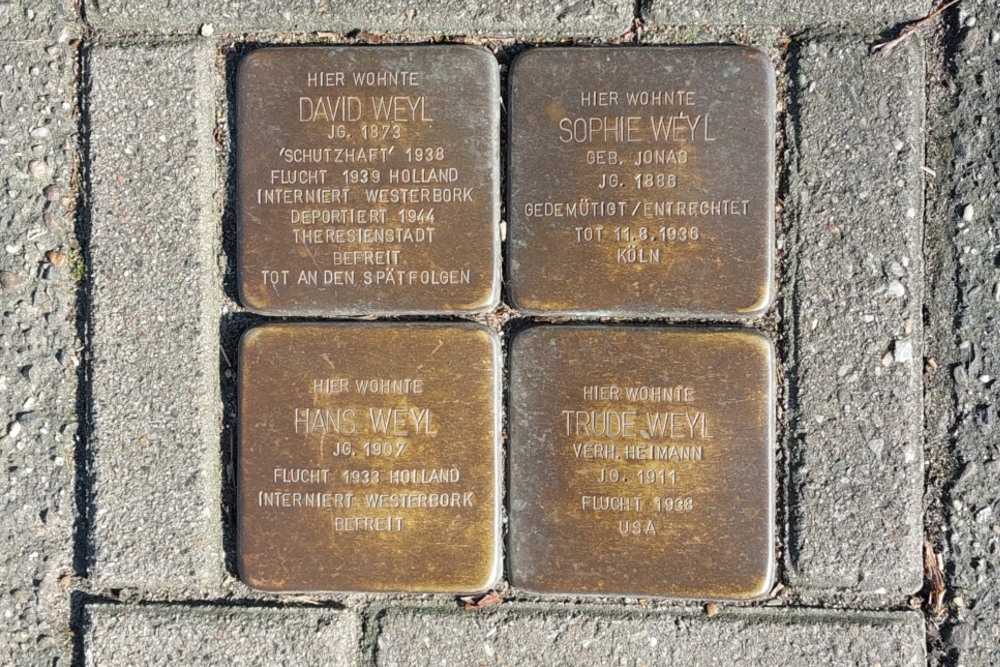 HIER WOHNTE
DAVID WEYL
JG. 1873
'SCHUTZHAFT' 1938
FLUCHT 1939 HOLLAND
INTERNIERT WESTERBORK
DEPORTIERT 1944
THERESIENSTADT
BEFREIT
TOT AN DEN SPÄTFOLGEN
HIER WOHNTE
SOPHIE WEYL
GEB. JONAS
JG. 1886
GEDEMÜTIGT/ENTRECHTET
TOT 11.8.1936
KÖLN
HIER WOHNTE
HANS WEYL
JG. 1907
FLUCHT 1933 HOLLAND
INTERNIERT WESTERBORK
BEFREIT
HIER WOHNTE
TRUDE WEYL
VERH. HEIMANN
JG. 1911
FLUCHT 1938
USA